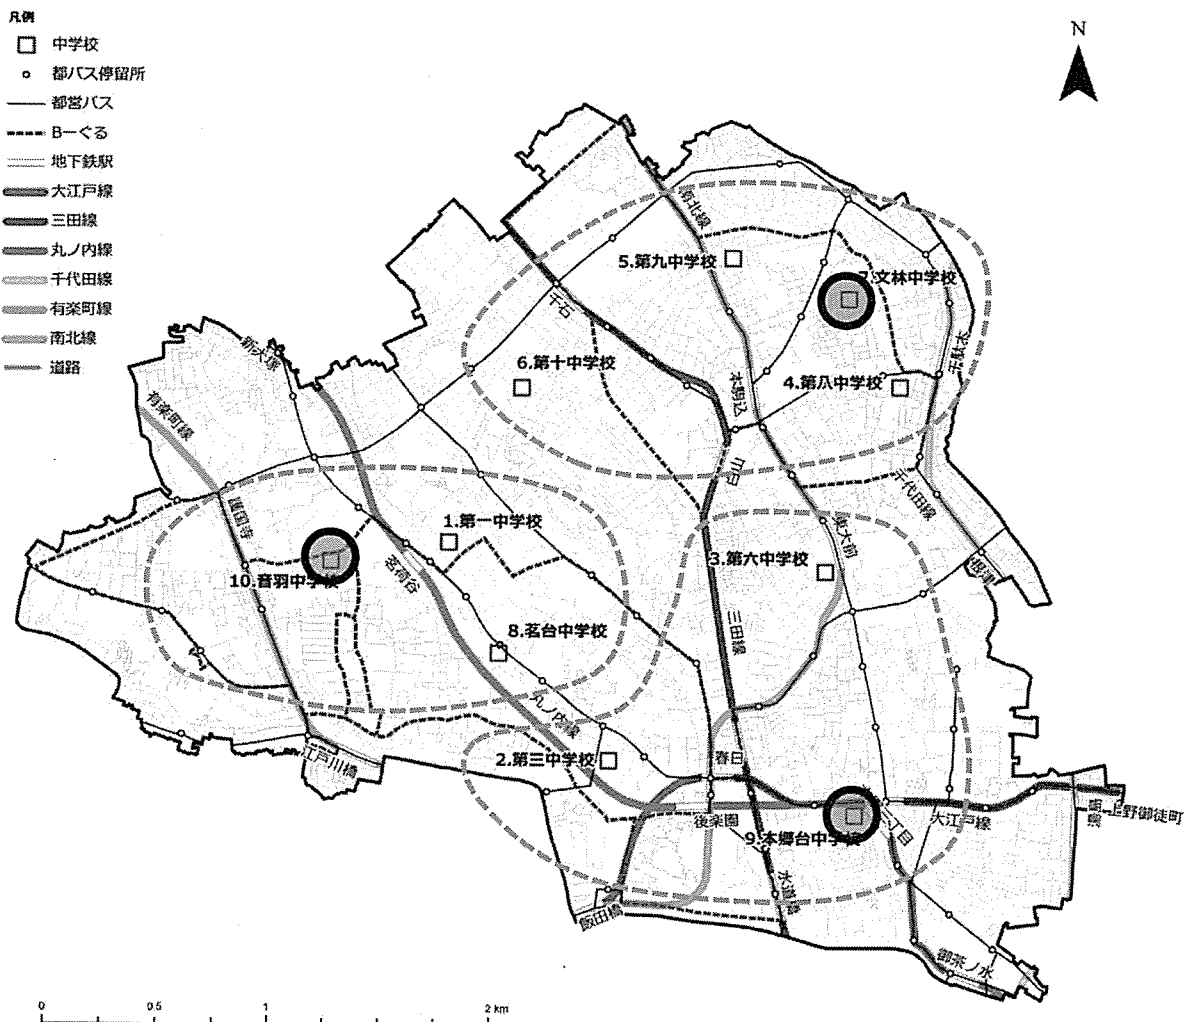 凡例
中学校
都バス停留所
都営バス
B－ぐる
地下鉄駅
大江戸線
三田線
丸ノ内線
千代田線
有楽町線
南北線
道路
N
南北線
5.第九中学校
7.文林中学校
千石
新大塚
6.第十中学校
本駒込
4.第八中学校
千駄木
有楽町線
白山
千代田線
護国寺
1.第一中学校
東大前
3.第六中学校
根津
10.音羽中学校
茗荷谷
8.茗台中学校
三田線
丸ノ内線
江戸川橋
2.第三中学校
春日
後楽園
大江戸線
上野御徒町
9.本郷台中学校
水道橋
飯田橋
御茶ノ水
0
0.5
1
2 km